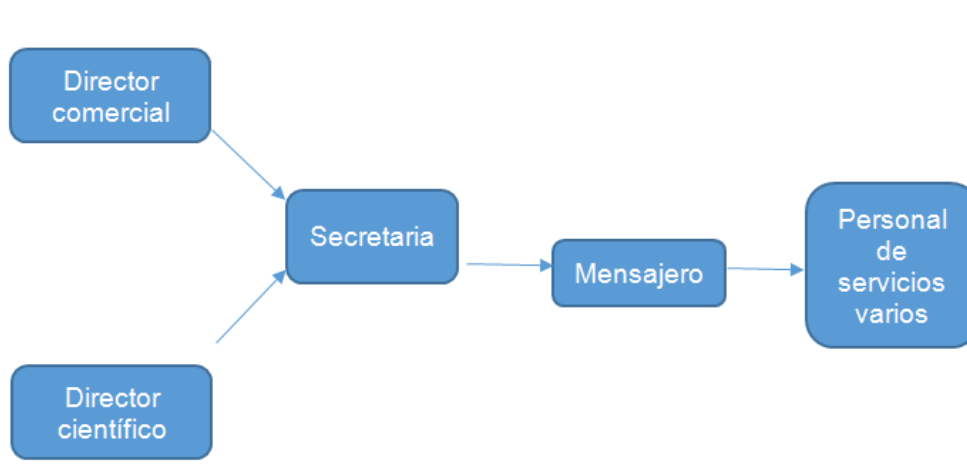 Director
comercial
Secretaria
Mensajero
Personal
de
servicios
varios
Director
científico